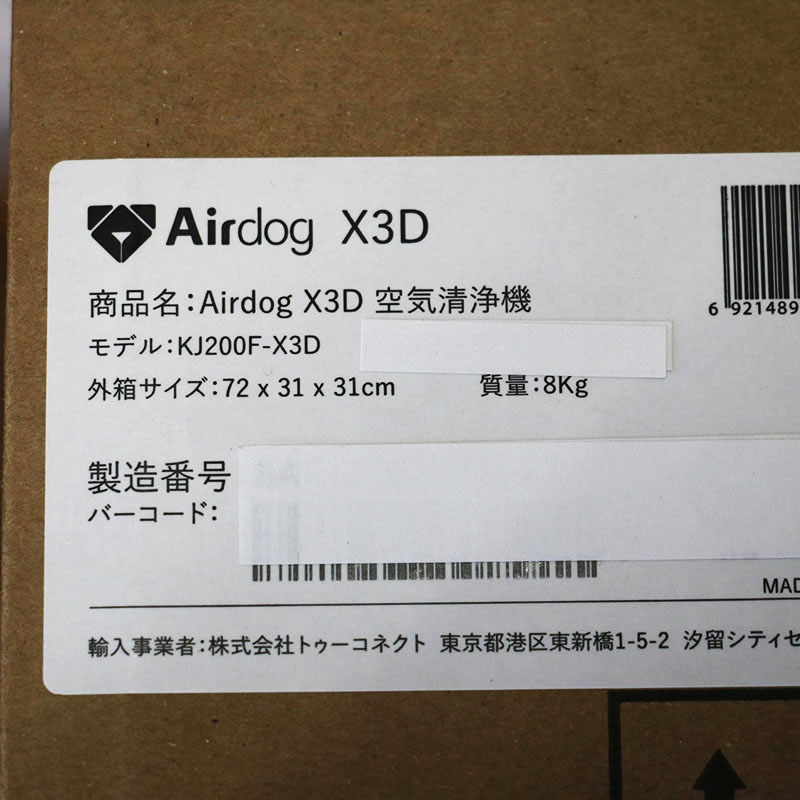 Airdog X3D
商品名：Airdog X3D 空気清浄機
モデル：KJ200F-X3D
外箱サイズ：72 x 31 x 31cm 質量：8Kg
6 921489
製造番号
バーコード：
MAD
輸入事業者：株式会社トゥーコネクト 東京都港区東新橋1-5-2 汐留シティセ